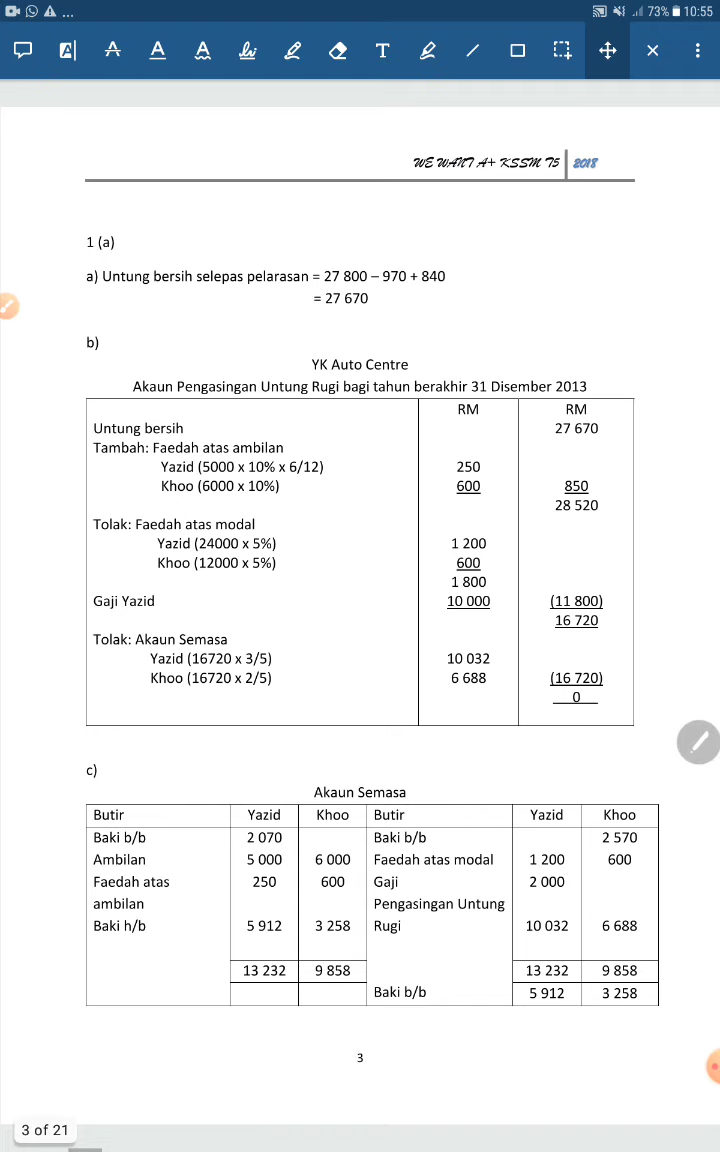 73% 10:55
WE WANT A+ KSSM T5 2018
1 (a)
a) Untung bersih selepas pelarasan = 27 800 – 970 + 840
= 27 670
b)
YK Auto Centre
Akaun Pengasingan Untung Rugi bagi tahun berakhir 31 Disember 2013
RM RM
Untung bersih 27 670
Tambah: Faedah atas ambilan
Yazid (5000 x 10% x 6/12) 250
Khoo (6000 x 10%) 600 850
28 520
Tolak: Faedah atas modal
Yazid (24000 x 5%) 1 200
Khoo (12000 x 5%) 600
1 800
Gaji Yazid 10 000 (11 800)
16 720
Tolak: Akaun Semasa
Yazid (16720 x 3/5) 10 032
Khoo (16720 x 2/5) 6 688 (16 720)
0
c)
Akaun Semasa
Butir Yazid Khoo Butir Yazid Khoo
Baki b/b 2 070 Baki b/b 2 570
Ambilan 5 000 6 000 Faedah atas modal 1 200 600
Faedah atas 250 600 Gaji 2 000
ambilan Pengasingan Untung
Baki h/b 5 912 3 258 Rugi 10 032 6 688
13 232 9 858 13 232 9 858
Baki b/b 5 912 3 258
3
3 of 21